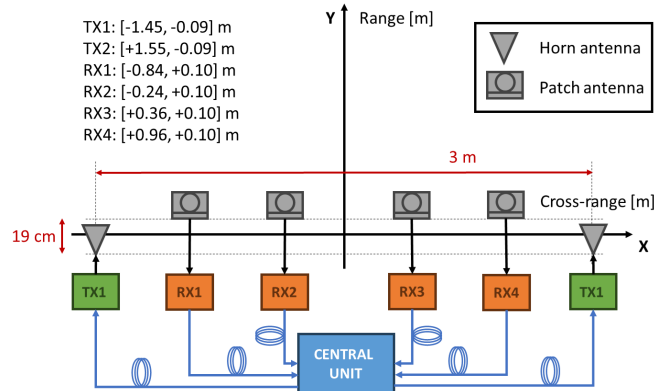 TX1: [-1.45, -0.09] m
TX2: [+1.55, -0.09] m
RX1: [-0.84, +0.10] m
RX2: [-0.24, +0.10] m
RX3: [+0.36, +0.10] m
RX4: [+0.96, +0.10] m
Y Range [m]
Horn antenna
Patch antenna
3 m
Cross-range [m]
19 cm
X
TX1 RX1 RX2 RX3 RX4 TX1
CENTRAL
UNIT